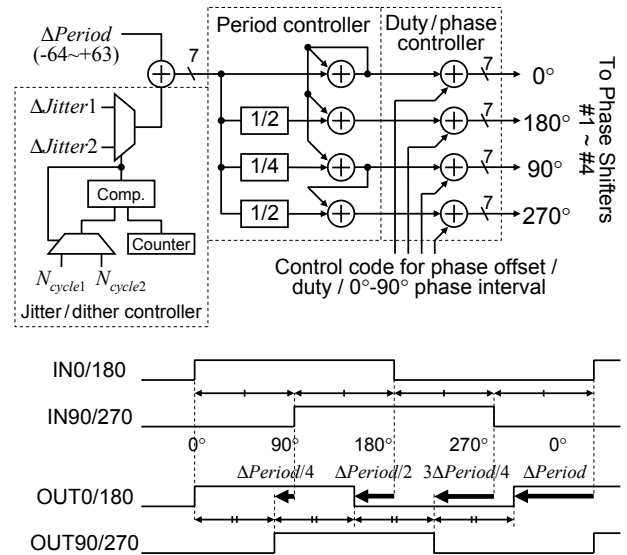 ΔPeriod
(-64~+63)
7
Period controller
Duty/phase
controller
ΔJitter1
ΔJitter2
Comp.
Counter
N_cycle1 N_cycle2
Jitter/dither controller
1/2
1/4
1/2
7 0°
7 180°
7 90°
7 270°
To Phase Shifters
#1 ~ #4
Control code for phase offset /
duty / 0°-90° phase interval
IN0/180
IN90/270
0° 90° 180° 270° 0°
ΔPeriod/4 ΔPeriod/2 3ΔPeriod/4 ΔPeriod
OUT0/180
OUT90/270